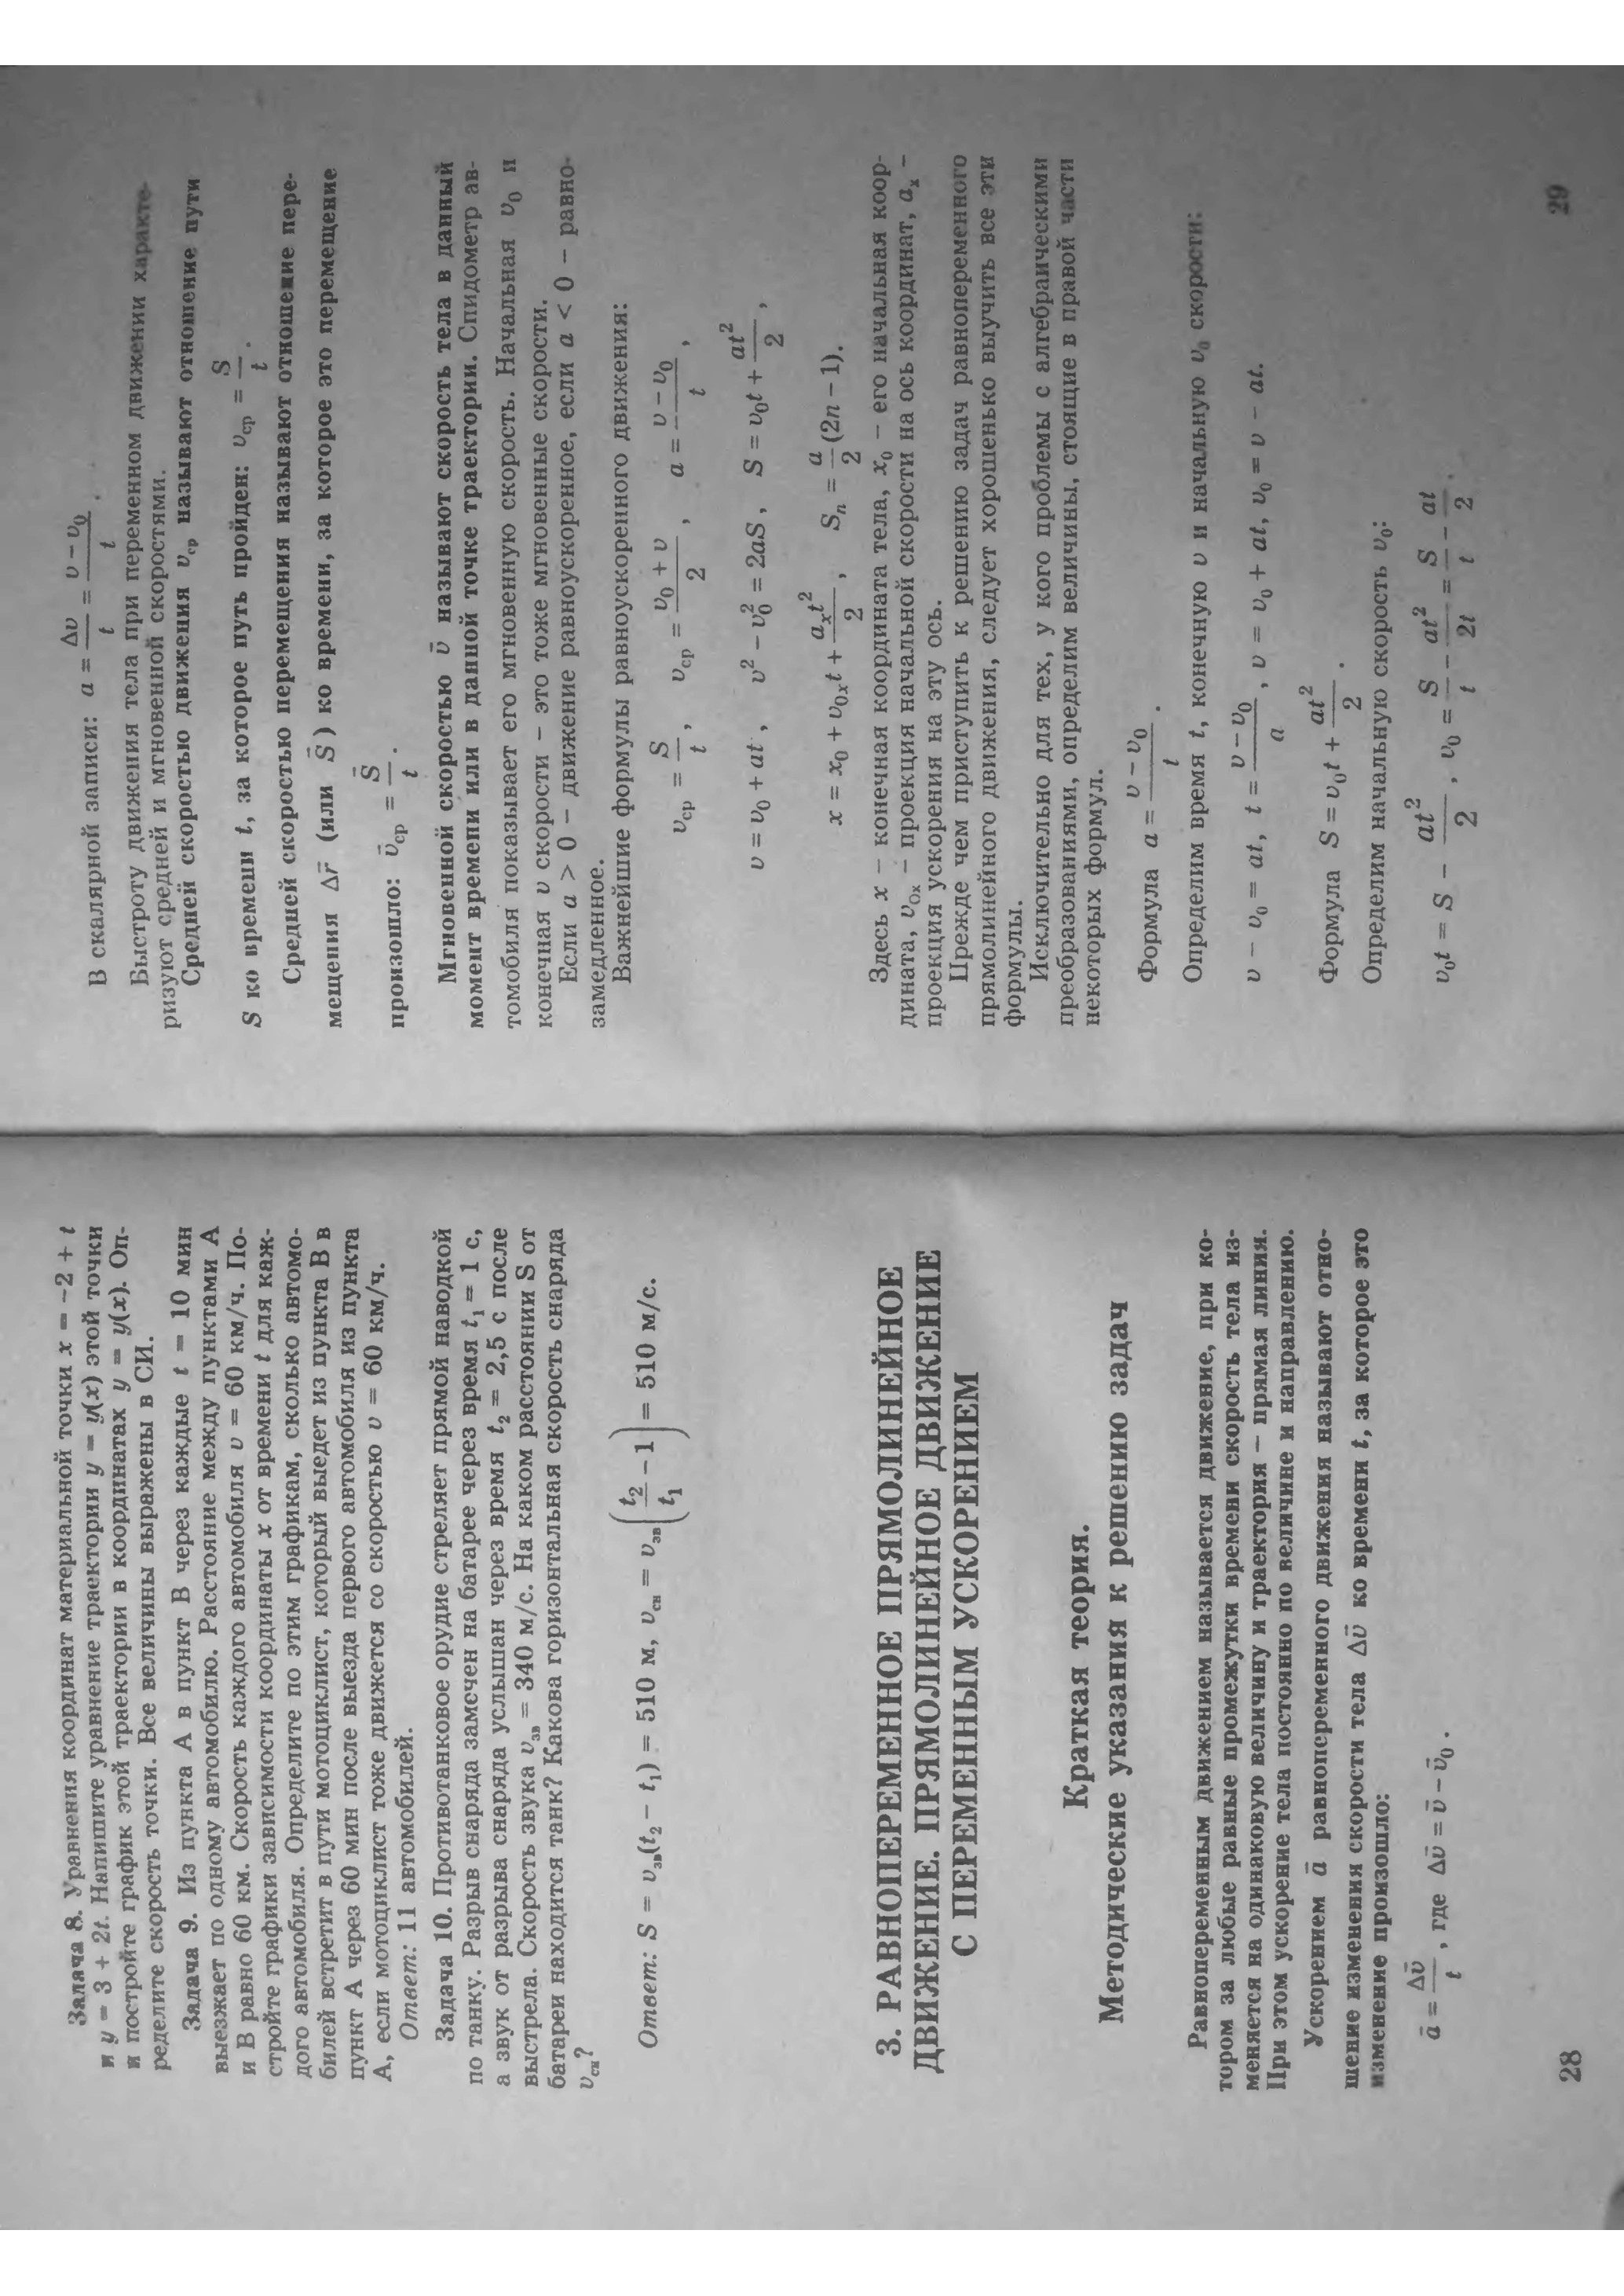 Задача 8. Уравнения координат материальной точки x = −2 + t
и y = 3 + 2t. Напишите уравнение траектории y = y(x) этой точки
и постройте график этой траектории в координатах y = y(x). Оп-
ределите скорость точки. Все величины выражены в СИ.
Задача 9. Из пункта А в пункт В через каждые t = 10 мин
выезжает по одному автомобилю. Расстояние между пунктами А
и В равно 60 км. Скорость каждого автомобиля υ = 60 км/ч. По-
стройте графики зависимости координаты x от времени t для каж-
дого автомобиля. Определите по этим графикам, сколько автомо-
билей встретит в пути мотоциклист, который выедет из пункта В в
пункт А через 60 мин после выезда первого автомобиля из пункта
А, если мотоциклист тоже движется со скоростью υ = 60 км/ч.
Ответ: 11 автомобилей.
Задача 10. Противотанковое орудие стреляет прямой наводкой
по танку. Разрыв снаряда замечен на батарее через время t₁ = 1 с,
а звук от разрыва снаряда услышан через время t₂ = 2,5 с после
выстрела. Скорость звука υзв = 340 м/с. На каком расстоянии S от
батареи находится танк? Какова горизонтальная скорость снаряда
υсн?
Ответ: S = υзв(t₂ − t₁) = 510 м, υсн = υзв(t₂/t₁ − 1) = 510 м/с.
3. РАВНОПЕРЕМЕННОЕ ПРЯМОЛИНЕЙНОЕ
ДВИЖЕНИЕ. ПРЯМОЛИНЕЙНОЕ ДВИЖЕНИЕ
С ПЕРЕМЕННЫМ УСКОРЕНИЕМ
Краткая теория.
Методические указания к решению задач
Равнопеременным движением называется движение, при ко-
тором за любые равные промежутки времени скорость тела из-
меняется на одинаковую величину и траектория – прямая линия.
При этом ускорение тела постоянно по величине и направлению.
Ускорением a̅ равнопеременного движения называют отно-
шение изменения скорости тела Δυ̅ ко времени t, за которое это
изменение произошло:
a̅ = Δυ̅/t, где Δυ̅ = υ̅ − υ̅₀.
28
В скалярной записи: a = Δυ/t = (υ − υ₀)/t.
Быстроту движения тела при переменном движении характе-
ризуют средней и мгновенной скоростями.
Средней скоростью движения υср называют отношение пути
S ко времени t, за которое путь пройден: υср = S/t.
Средней скоростью перемещения называют отношение пере-
мещения Δr̅ (или S̅) ко времени, за которое это перемещение
произошло: υ̅ср = S̅/t.
Мгновенной скоростью υ̅ называют скорость тела в данный
момент времени или в данной точке траектории. Спидометр ав-
томобиля показывает его мгновенную скорость. Начальная υ₀ и
конечная υ скорости – это тоже мгновенные скорости.
Если a > 0 – движение равноускоренное, если a < 0 – равно-
замедленное.
Важнейшие формулы равноускоренного движения:
υср = S/t, υср = (υ₀ + υ)/2, a = (υ − υ₀)/t,
υ = υ₀ + at, υ² − υ₀² = 2aS, S = υ₀t + at²/2,
x = x₀ + υ₀ₓt + aₓt²/2, Sₙ = a/2(2n − 1).
Здесь x – конечная координата тела, x₀ – его начальная коор-
дината, υ₀ₓ – проекция начальной скорости на ось координат, aₓ –
проекция ускорения на эту ось.
Прежде чем приступить к решению задач равнопеременного
прямолинейного движения, следует хорошенько выучить все эти
формулы.
Исключительно для тех, у кого проблемы с алгебраическими
преобразованиями, определим величины, стоящие в правой части
некоторых формул.
Формула a = (υ − υ₀)/t.
Определим время t, конечную υ и начальную υ₀ скорости:
υ − υ₀ = at, t = (υ − υ₀)/a, υ = υ₀ + at, υ₀ = υ − at.
Формула S = υ₀t + at²/2.
Определим начальную скорость υ₀:
υ₀t = S − at²/2, υ₀ = S/t − at²/2t = S/t − at/2.
29